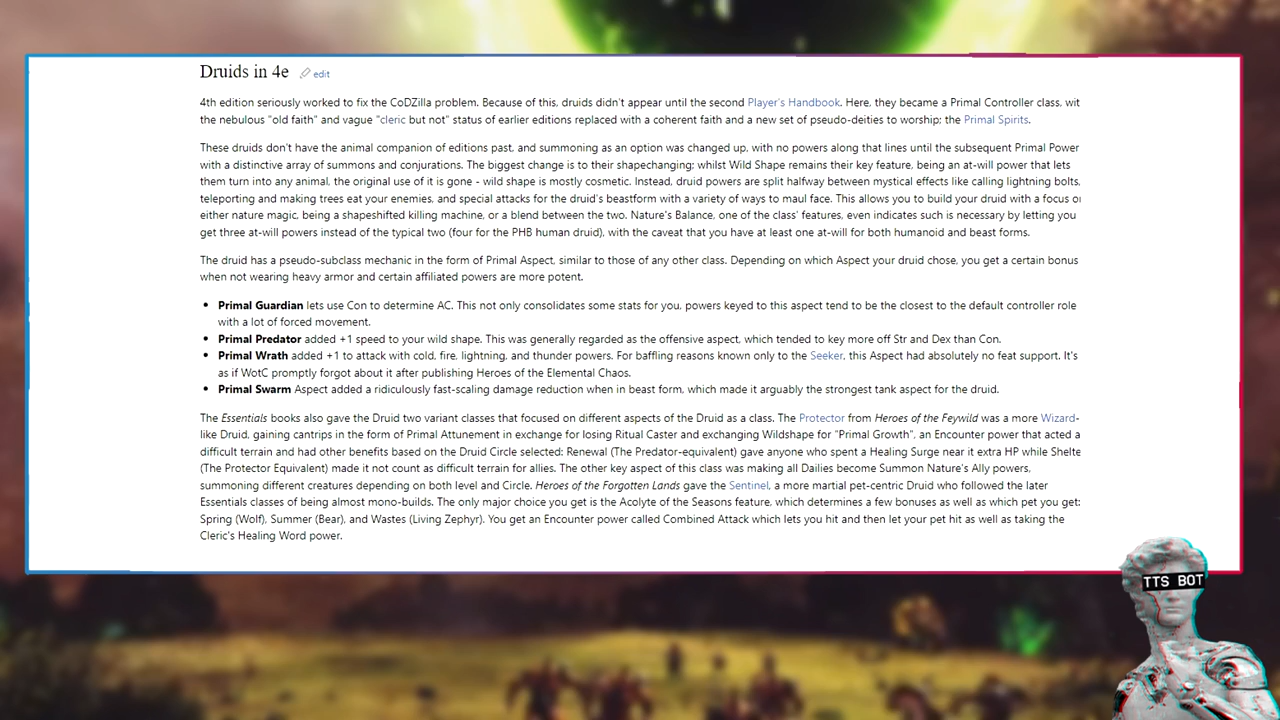 Druids in 4e edit
4th edition seriously worked to fix the CoDZilla problem. Because of this, druids didn't appear until the second Player's Handbook. Here, they became a Primal Controller class, wit
the nebulous "old faith" and vague "cleric but not" status of earlier editions replaced with a coherent faith and a new set of pseudo-deities to worship; the Primal Spirits.
These druids don't have the animal companion of editions past, and summoning as an option was changed up, with no powers along that lines until the subsequent Primal Power
with a distinctive array of summons and conjurations. The biggest change is to their shapechanging; whilst Wild Shape remains their key feature, being an at-will power that lets
them turn into any animal, the original use of it is gone - wild shape is mostly cosmetic. Instead, druid powers are split halfway between mystical effects like calling lightning bolts,
teleporting and making trees eat your enemies, and special attacks for the druid's beastform with a variety of ways to maul face. This allows you to build your druid with a focus o
either nature magic, being a shapeshifted killing machine, or a blend between the two. Nature's Balance, one of the class' features, even indicates such is necessary by letting you
get three at-will powers instead of the typical two (four for the PHB human druid), with the caveat that you have at least one at-will for both humanoid and beast forms.
The druid has a pseudo-subclass mechanic in the form of Primal Aspect, similar to those of any other class. Depending on which Aspect your druid chose, you get a certain bonus
when not wearing heavy armor and certain affiliated powers are more potent.
• Primal Guardian lets use Con to determine AC. This not only consolidates some stats for you, powers keyed to this aspect tend to be the closest to the default controller role
with a lot of forced movement.
• Primal Predator added +1 speed to your wild shape. This was generally regarded as the offensive aspect, which tended to key more off Str and Dex than Con.
• Primal Wrath added +1 to attack with cold, fire, lightning, and thunder powers. For baffling reasons known only to the Seeker, this Aspect had absolutely no feat support. It's
as if WotC promptly forgot about it after publishing Heroes of the Elemental Chaos.
• Primal Swarm Aspect added a ridiculously fast-scaling damage reduction when in beast form, which made it arguably the strongest tank aspect for the druid.
The Essentials books also gave the Druid two variant classes that focused on different aspects of the Druid as a class. The Protector from Heroes of the Feywild was a more Wizard-
like Druid, gaining cantrips in the form of Primal Attunement in exchange for losing Ritual Caster and exchanging Wildshape for "Primal Growth", an Encounter power that acted a
difficult terrain and had other benefits based on the Druid Circle selected: Renewal (The Predator-equivalent) gave anyone who spent a Healing Surge near it extra HP while Shelte
(The Protector Equivalent) made it not count as difficult terrain for allies. The other key aspect of this class was making all Dailies become Summon Nature's Ally powers,
summoning different creatures depending on both level and Circle. Heroes of the Forgotten Lands gave the Sentinel, a more martial pet-centric Druid who followed the later
Essentials classes of being almost mono-builds. The only major choice you get is the Acolyte of the Seasons feature, which determines a few bonuses as well as which pet you get:
Spring (Wolf), Summer (Bear), and Wastes (Living Zephyr). You get an Encounter power called Combined Attack which lets you hit and then let your pet hit as well as taking the
Cleric's Healing Word power.
TTS BOT